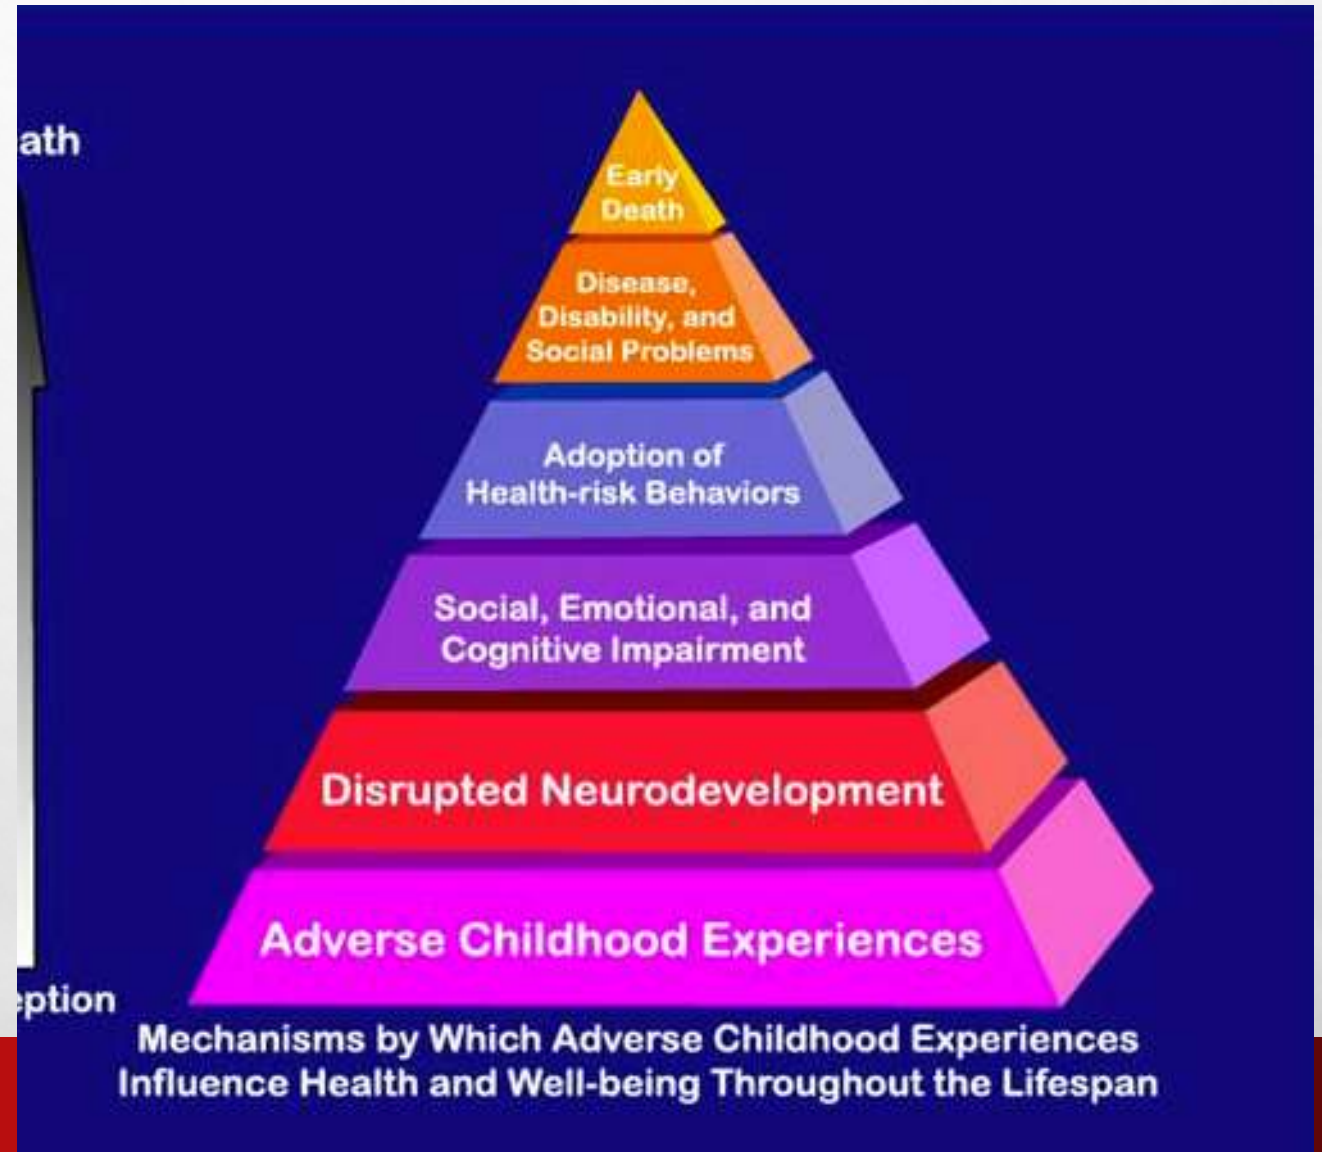 ath
Early
Death
Disease,
Disability, and
Social Problems
Adoption of
Health-risk Behaviors
Social, Emotional, and
Cognitive Impairment
Disrupted Neurodevelopment
Adverse Childhood Experiences
eption
Mechanisms by Which Adverse Childhood Experiences
Influence Health and Well-being Throughout the Lifespan